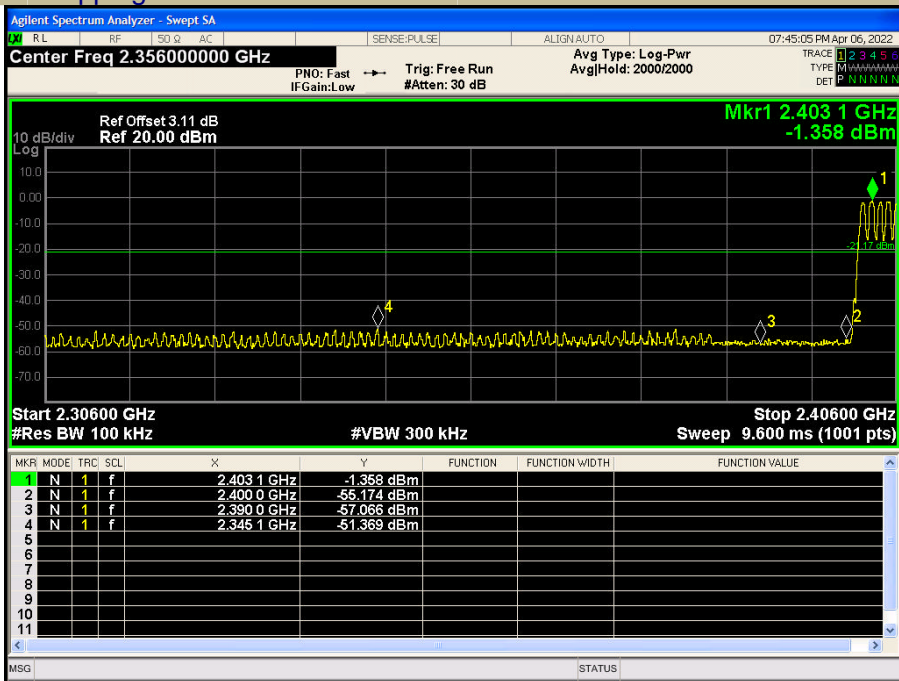 Agilent Spectrum Analyzer - Swept SA
LXI RL RF 50 Ω AC SENSE:PULSE ALIGN AUTO 07:45:05 PM Apr 06, 2022
Center Freq 2.356000000 GHz
PNO: Fast
IFGain:Low
Trig: Free Run
#Atten: 30 dB
Avg Type: Log-Pwr
Avg|Hold: 2000/2000
TRACE 1 2 3 4 5 6
TYPE M
DET P N N N N N
Mkr1 2.403 1 GHz
-1.358 dBm
Ref Offset 3.11 dB
10 dB/div Ref 20.00 dBm
Log
10.0
0.00
-10.0
-20.0
-30.0
-40.0
-50.0
-60.0
-70.0
1
-21.17 dBm
4
3
2
Start 2.30600 GHz Stop 2.40600 GHz
#Res BW 100 kHz #VBW 300 kHz Sweep 9.600 ms (1001 pts)
MKR MODE TRC SCL X Y FUNCTION FUNCTION WIDTH FUNCTION VALUE
1 N 1 f 2.403 1 GHz -1.358 dBm
2 N 1 f 2.400 0 GHz -55.174 dBm
3 N 1 f 2.390 0 GHz -57.066 dBm
4 N 1 f 2.345 1 GHz -51.369 dBm
5
6
7
8
9
10
11
MSG STATUS